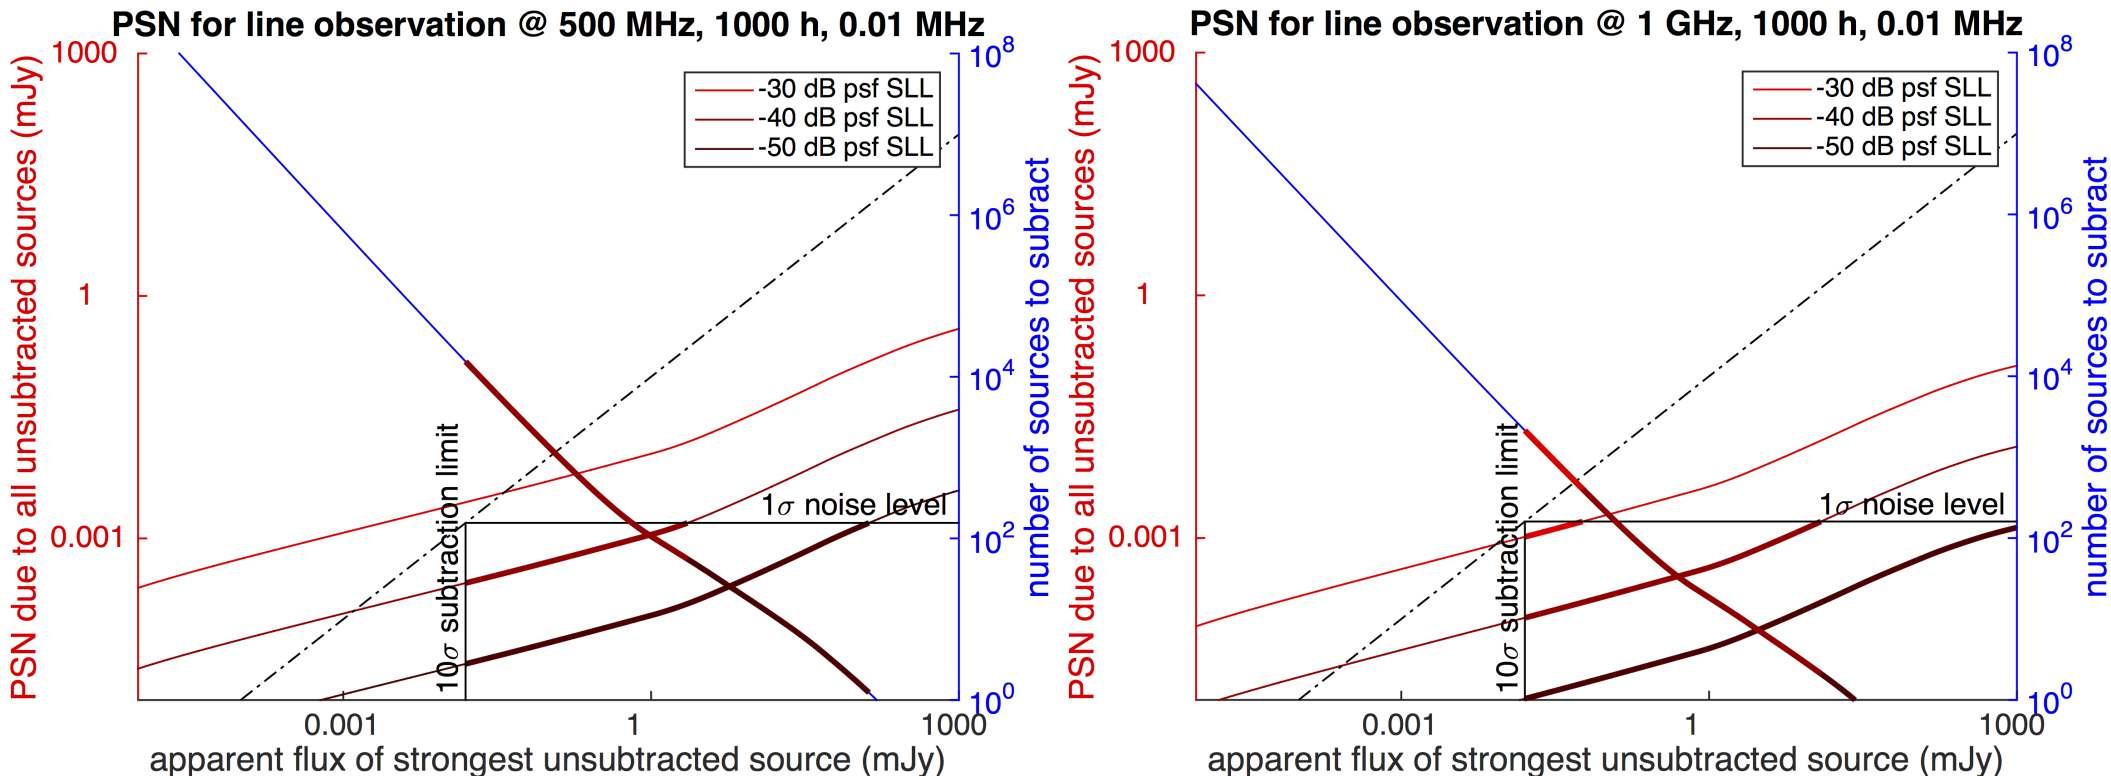 PSN for line observation @ 500 MHz, 1000 h, 0.01 MHz
PSN due to all unsubtracted sources (mJy)
1000
1
0.001
-30 dB psf SLL
-40 dB psf SLL
-50 dB psf SLL
10σ subtraction limit
1σ noise level
10^8
10^6
10^4
10^2
10^0
number of sources to subract
0.001
1
1000
apparent flux of strongest unsubtracted source (mJy)
PSN for line observation @ 1 GHz, 1000 h, 0.01 MHz
PSN due to all unsubtracted sources (mJy)
1000
1
0.001
-30 dB psf SLL
-40 dB psf SLL
-50 dB psf SLL
10σ subtraction limit
1σ noise level
10^8
10^6
10^4
10^2
10^0
number of sources to subtract
0.001
1
1000
apparent flux of strongest unsubtracted source (mJy)